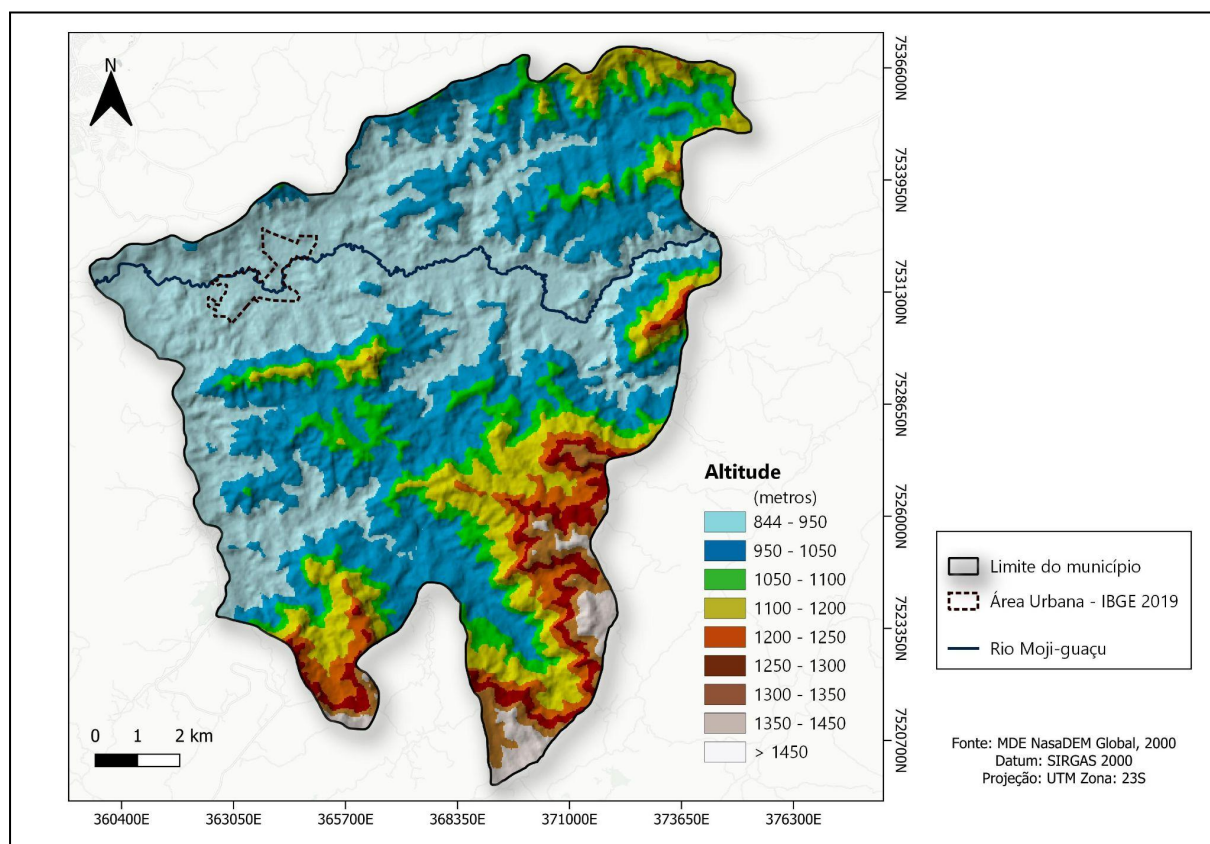 N
7536600N
7533950N
7531300N
7528650N
7526000N
7523350N
7520700N
Altitude
(metros)
844 - 950
950 - 1050
1050 - 1100
1100 - 1200
1200 - 1250
1250 - 1300
1300 - 1350
1350 - 1450
> 1450
0 1 2 km
360400E 363050E 365700E 368350E 371000E 373650E 376300E
Limite do município
Área Urbana - IBGE 2019
Rio Moji-guaçu
Fonte: MDE NasaDEM Global, 2000
Datum: SIRGAS 2000
Projeção: UTM Zona: 23S